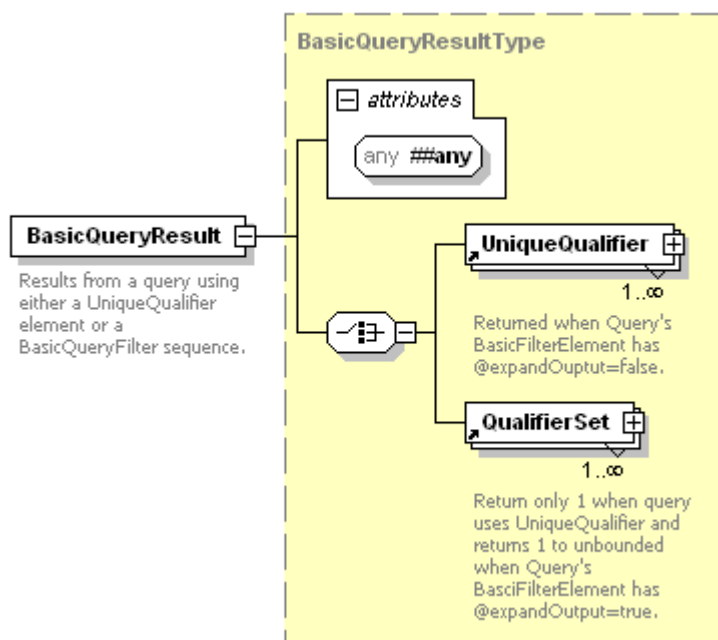 BasicQueryResultType
attributes
any ##any
BasicQueryResult
Results from a query using
either a UniqueQualifier
element or a
BasicQueryFilter sequence.
UniqueQualifier
1..∞
Returned when Query's
BasicFilterElement has
@expandOuptut=false.
QualifierSet
1..∞
Return only 1 when query
uses UniqueQualifier and
returns 1 to unbounded
when Query's
BasciFilterElement has
@expandOutput=true.